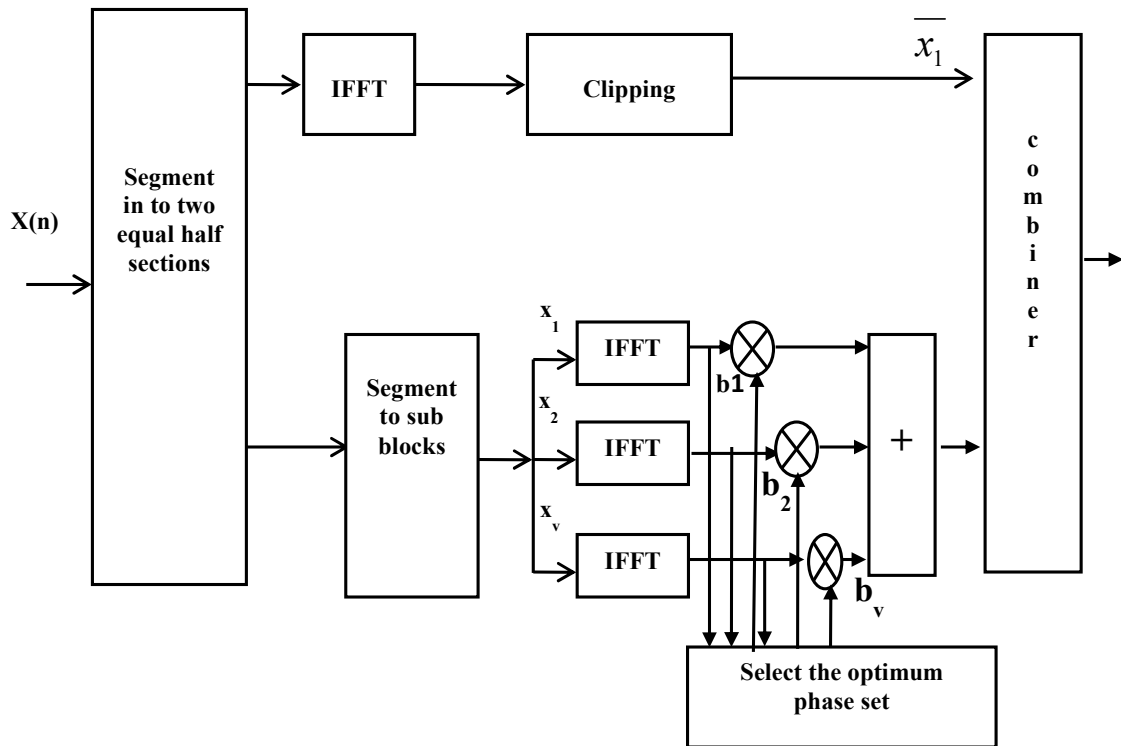 X(n)
Segment
in to two
equal half
sections
IFFT
Clipping
x̅₁
c
o
m
b
i
n
e
r
Segment
to sub
blocks
x₁
IFFT
b1
x₂
IFFT
b₂
xᵥ
IFFT
bᵥ
+
Select the optimum
phase set